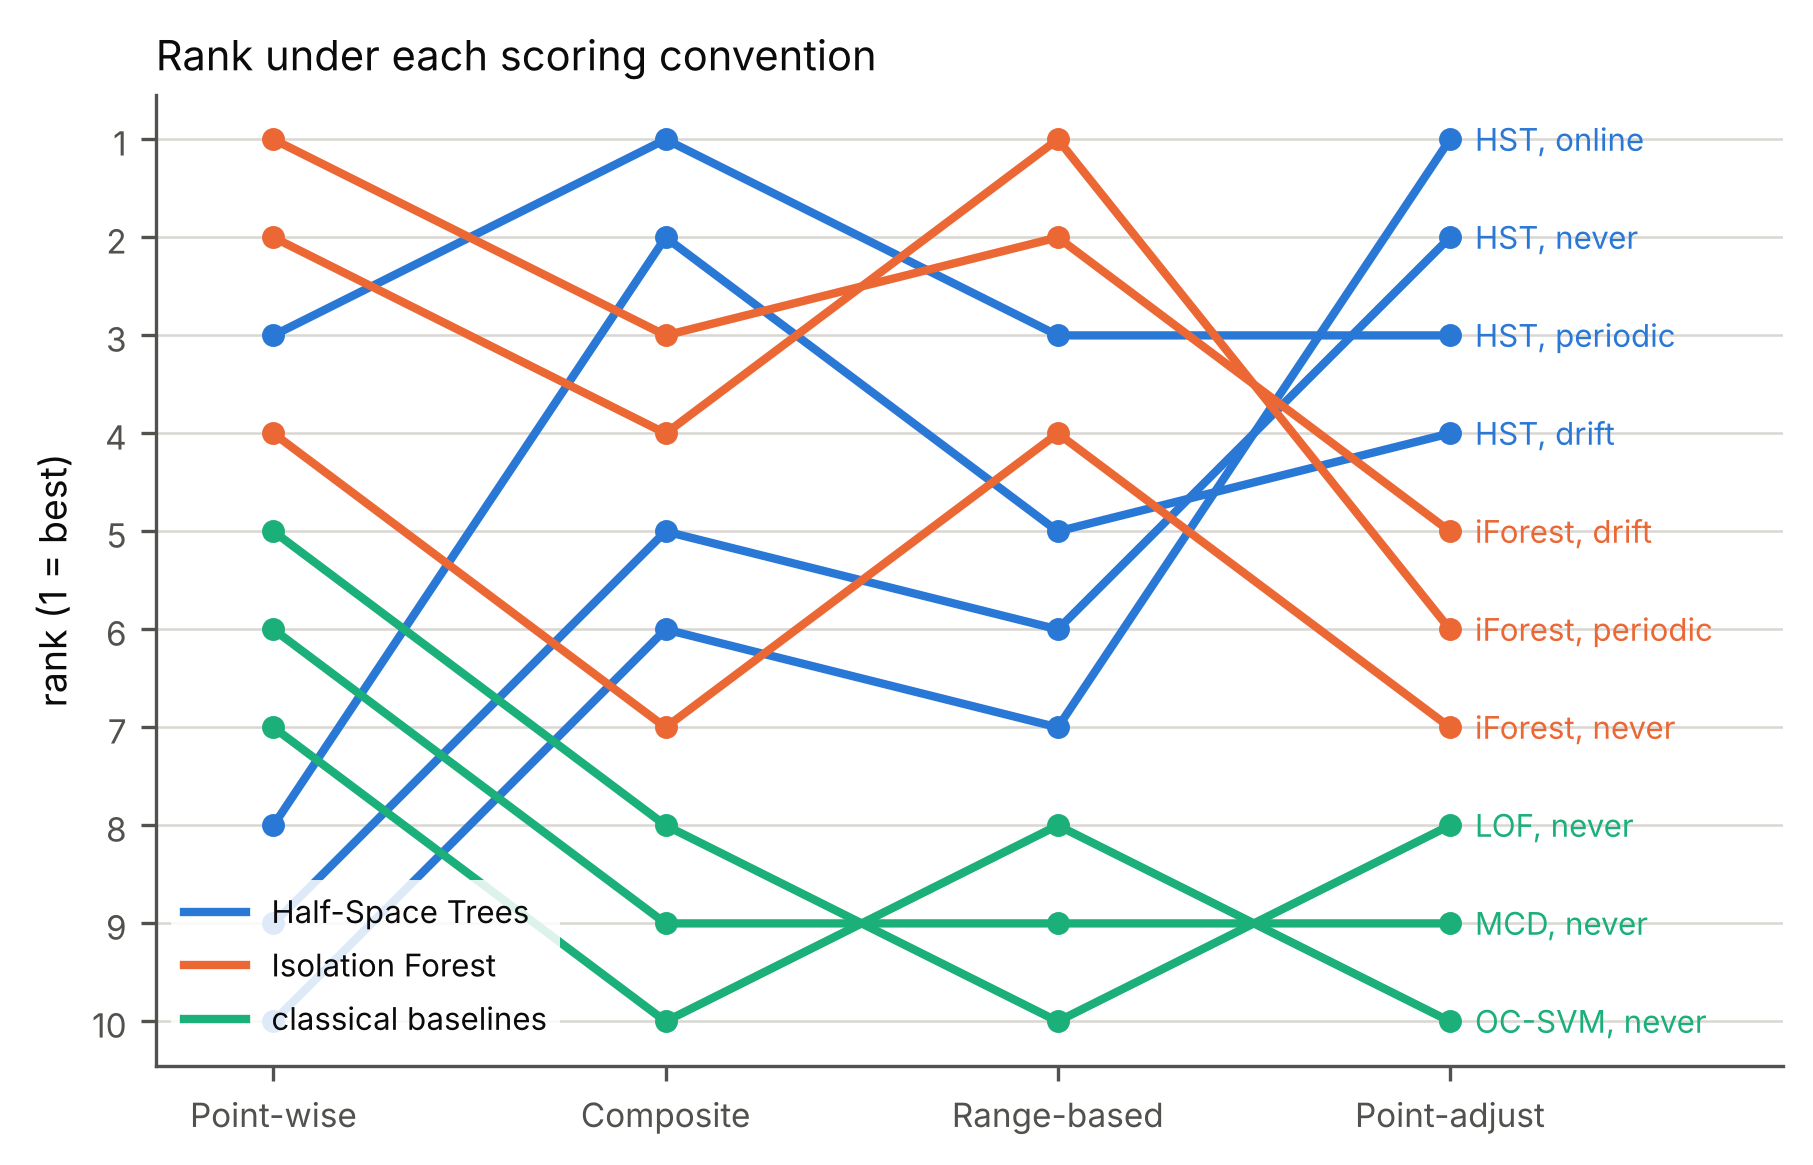 Rank under each scoring convention
rank (1 = best)
1
2
3
4
5
6
7
8
9
10
HST, online
HST, never
HST, periodic
HST, drift
iForest, drift
iForest, periodic
iForest, never
LOF, never
MCD, never
OC-SVM, never
Half-Space Trees
Isolation Forest
classical baselines
Point-wise
Composite
Range-based
Point-adjust